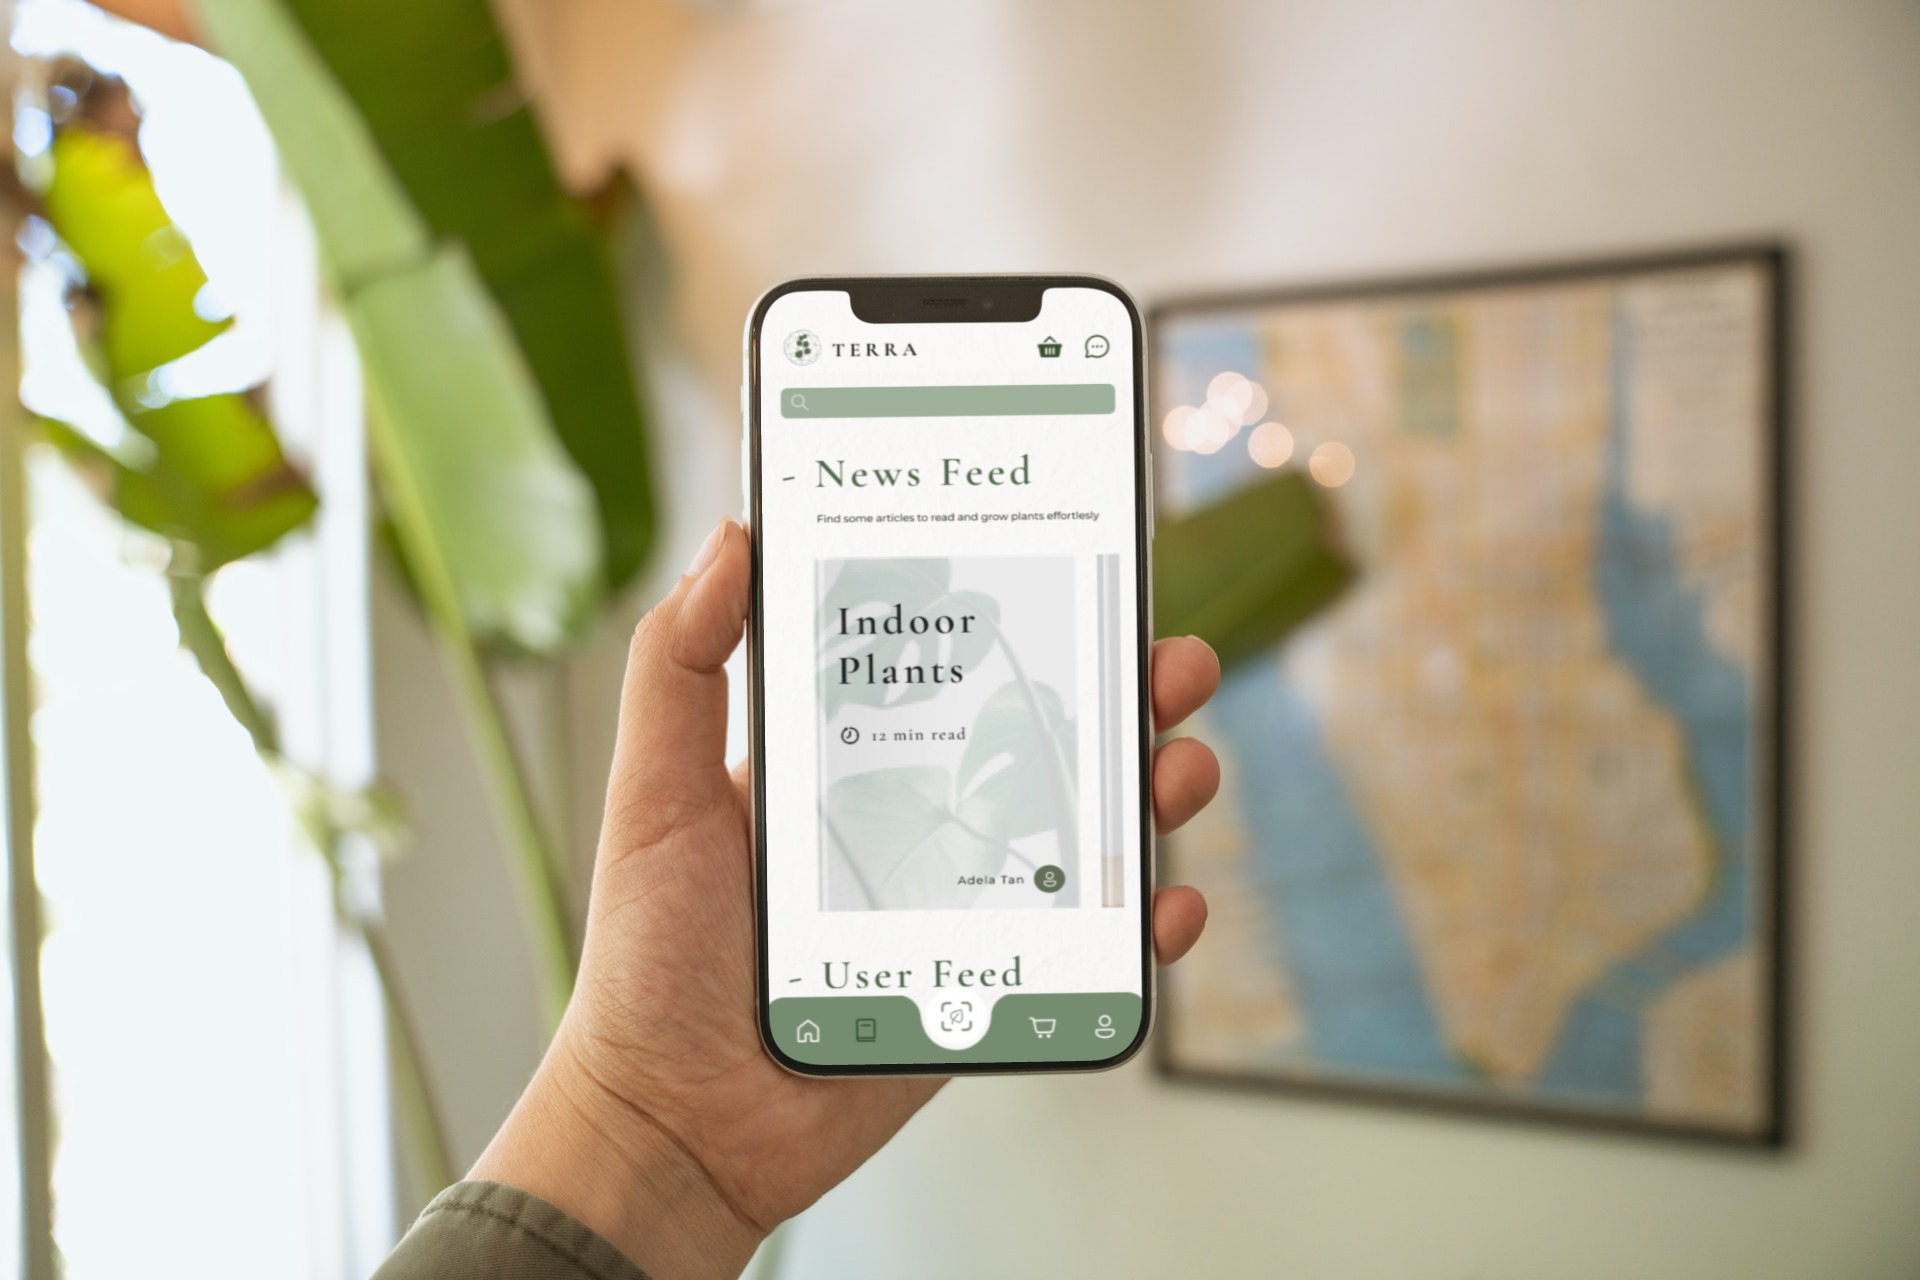 TERRA
- News Feed
Find some articles to read and grow plants effortlessly
Indoor
Plants
12 min read
Adela Tan
- User Feed